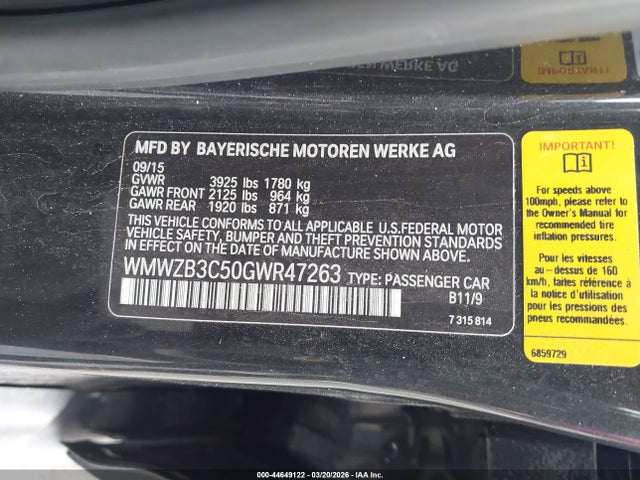 MFD BY BAYERISCHE MOTOREN WERKE AG
09/15
GVWR 3925 lbs 1780 kg
GAWR FRONT 2125 lbs 964 kg
GAWR REAR 1920 lbs 871 kg
THIS VEHICLE CONFORMS TO ALL APPLICABLE U.S.FEDERAL MOTOR
VEHICLE SAFETY, BUMPER AND THEFT PREVENTION STANDARDS
IN EFFECT ON THE DATE OF MANUFACTURE SHOWN ABOVE.
WMWZB3C50GWR47263 TYPE: PASSENGER CAR
B11/9
7 315 814
IMPORTANT!
For speeds above
100mph, please refer to
the Owner's Manual for
recommended tire
inflation pressures.
Pour les vitesses
au - dessus de 160
km/h, faites référence à
la notice d'utilisation
pour les pressions des
pneus recommandées.
6859729
WERKE AG
000-44649122 - 03/20/2026 - IAA Inc.